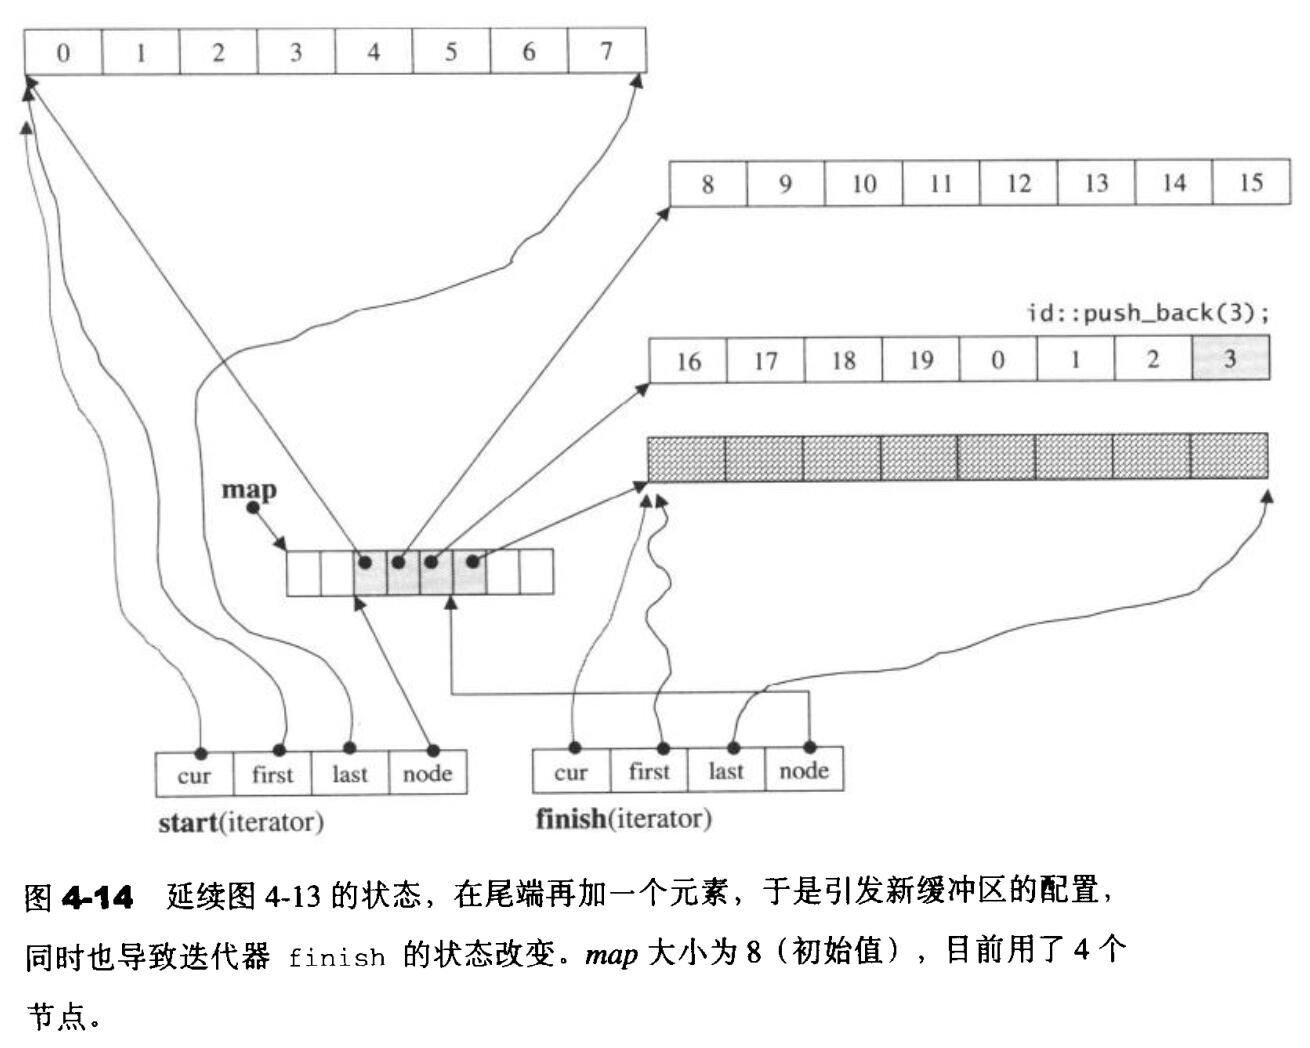 0 1 2 3 4 5 6 7
8 9 10 11 12 13 14 15
id::push_back(3);
16 17 18 19 0 1 2 3
map
cur first last node
start(iterator)
cur first last node
finish(iterator)
图 4-14 延续图 4-13 的状态，在尾端再加一个元素，于是引发新缓冲区的配置，
同时也导致迭代器 finish 的状态改变。map 大小为 8（初始值），目前用了 4 个
节点。